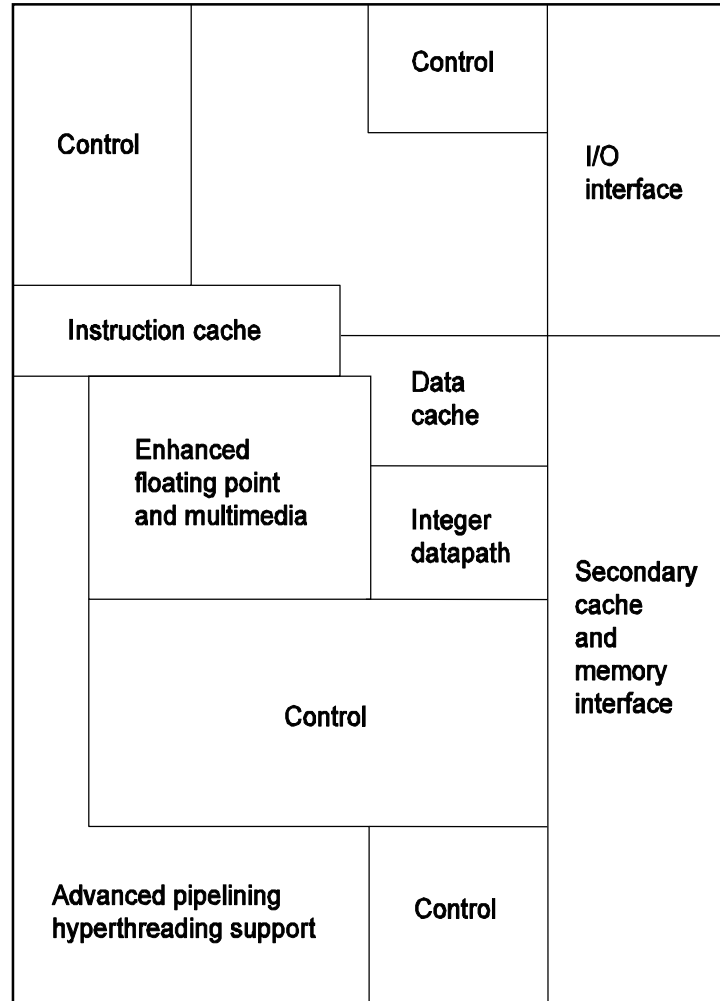 Control
Control
I/O
interface
Instruction cache
Data
cache
Enhanced
floating point
and multimedia
Integer
datapath
Secondary
cache
and
memory
interface
Control
Advanced pipelining
hyperthreading support
Control